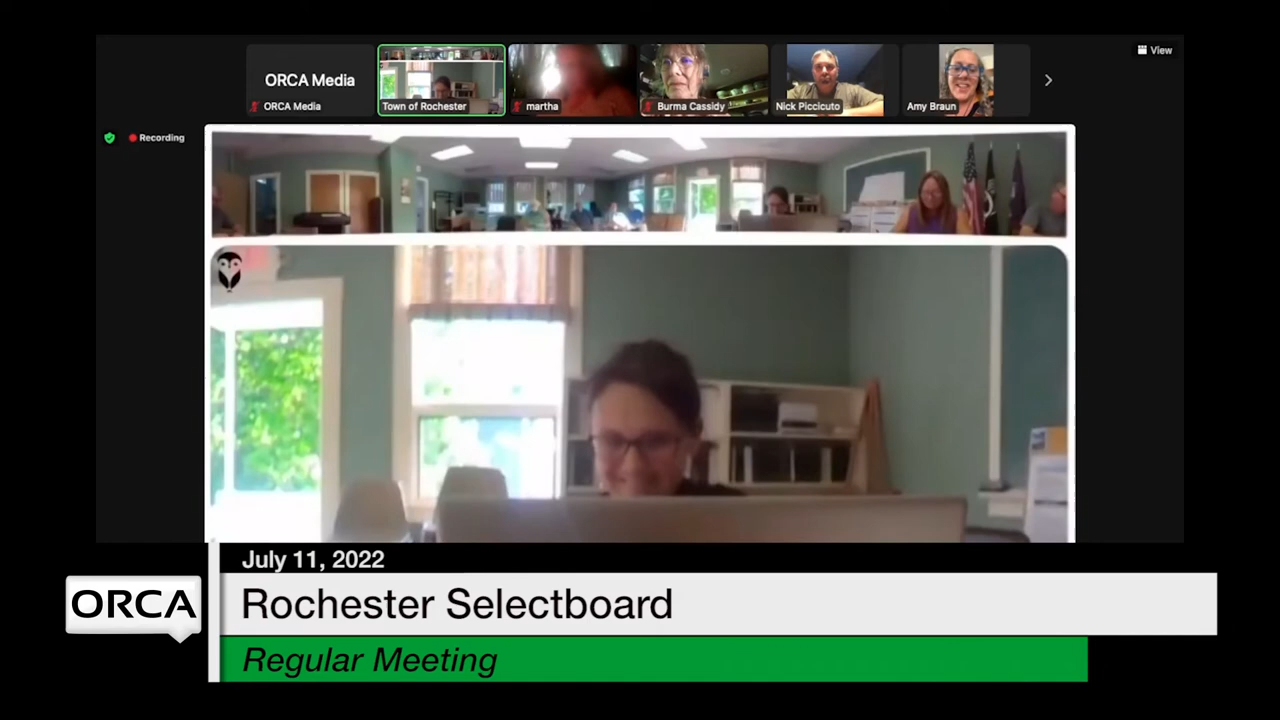 View
ORCA Media
ORCA Media
Town of Rochester
martha
Burma Cassidy
Nick Piccicuto
Amy Braun
Recording
July 11, 2022
ORCA
Rochester Selectboard
Regular Meeting